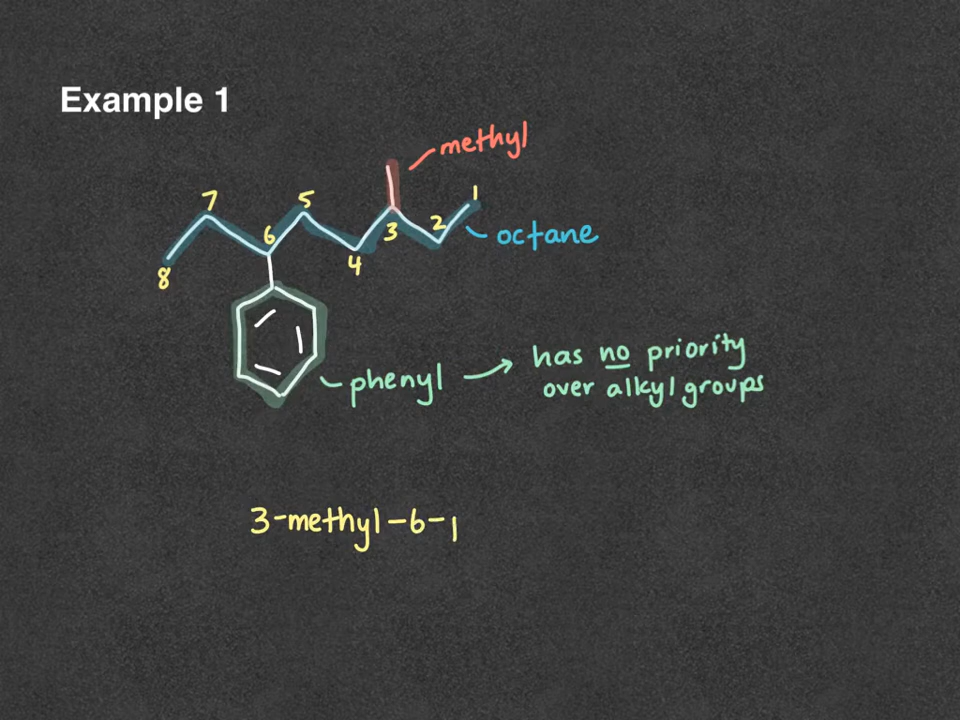 Example 1
methyl
1
7
5
2
3
6
octane
4
8
has no priority
phenyl
over alkyl groups
3-methyl-6-